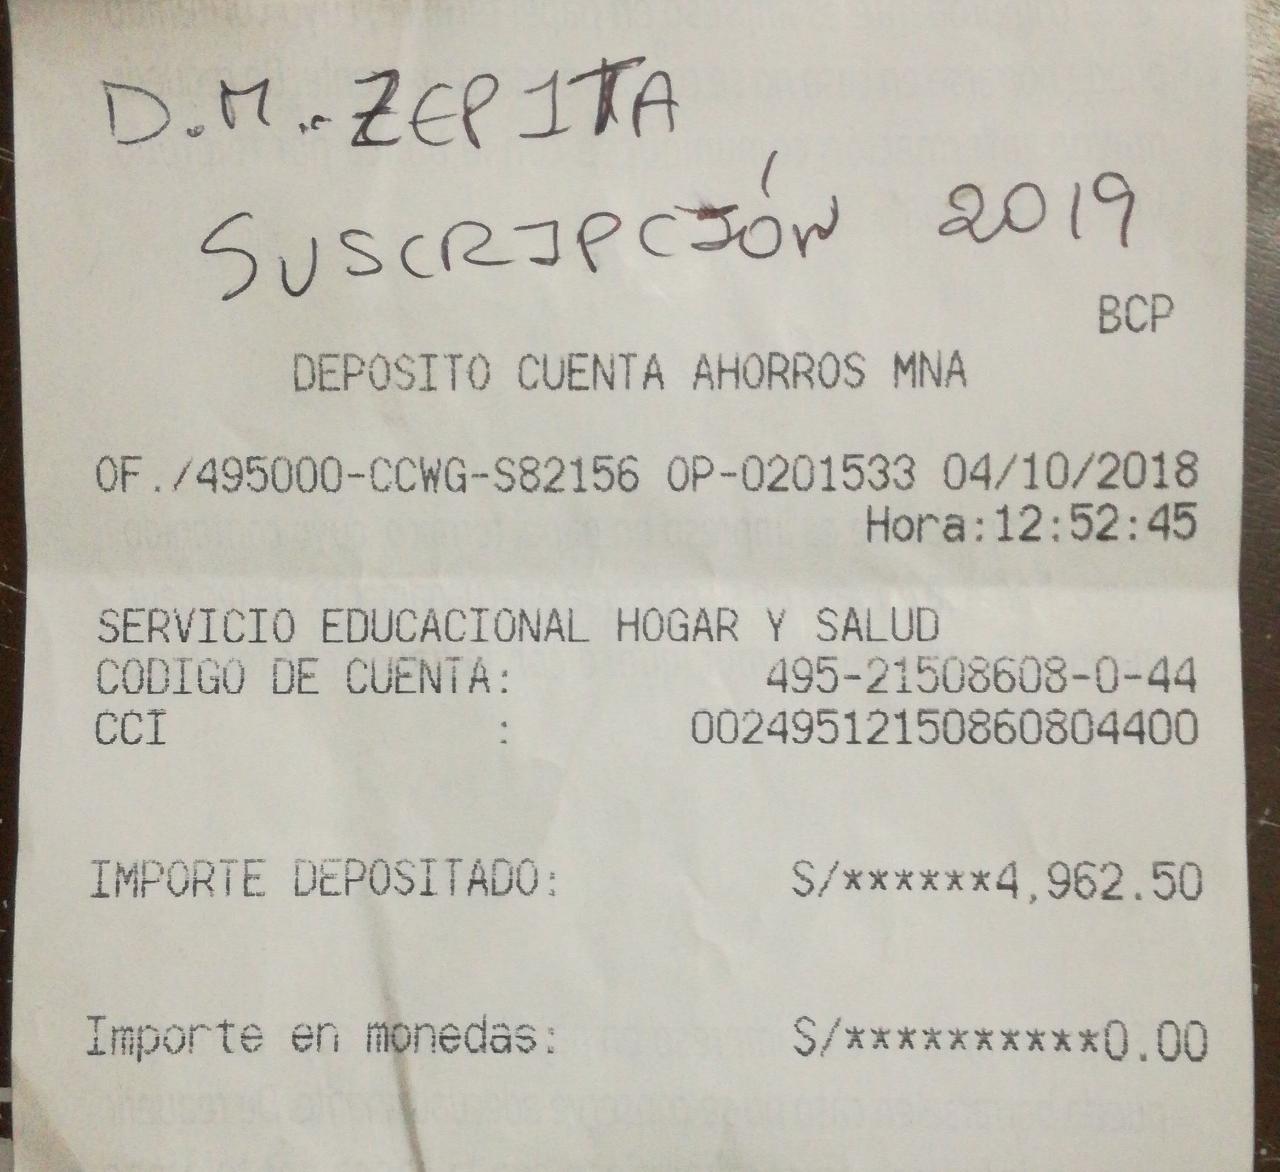 D.M.-ZEPITA
SUSCRIPCIÓN 2019
BCP
DEPOSITO CUENTA AHORROS MNA
OF./495000-CCWG-S82156 OP-0201533 04/10/2018
Hora:12:52:45
SERVICIO EDUCACIONAL HOGAR Y SALUD
CODIGO DE CUENTA: 495-21508608-0-44
CCI : 00249512150860804400
IMPORTE DEPOSITADO: S/******4,962.50
Importe en monedas: S/**********0.00